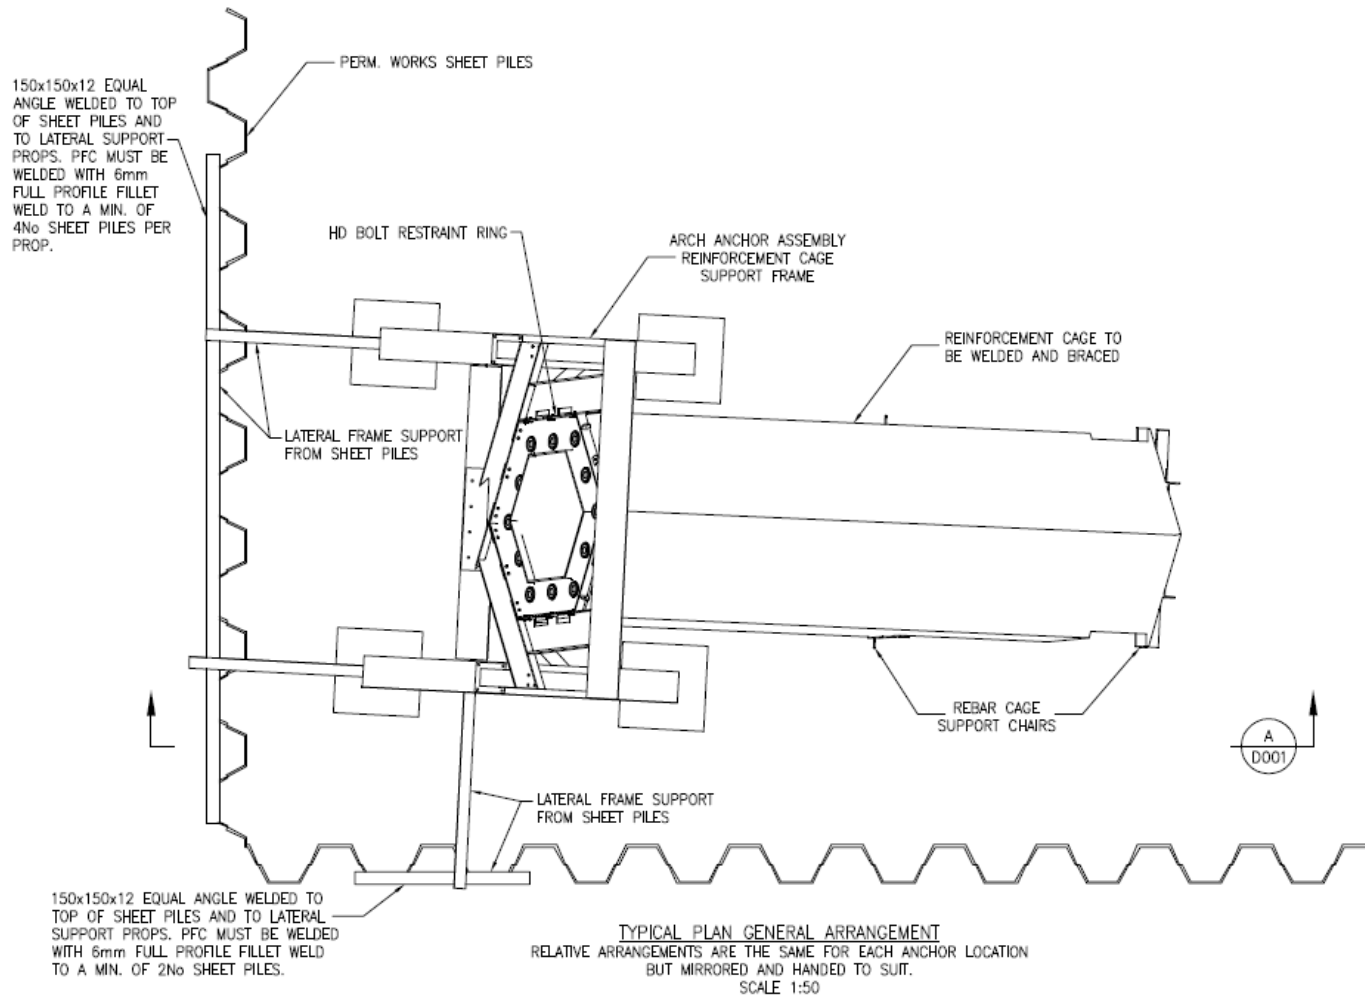 PERM. WORKS SHEET PILES
150x150x12 EQUAL
ANGLE WELDED TO TOP
OF SHEET PILES AND
TO LATERAL SUPPORT
PROPS. PFC MUST BE
WELDED WITH 6mm
FULL PROFILE FILLET
WELD TO A MIN. OF
4No SHEET PILES PER
PROP.
HD BOLT RESTRAINT RING
ARCH ANCHOR ASSEMBLY
REINFORCEMENT CAGE
SUPPORT FRAME
REINFORCEMENT CAGE TO
BE WELDED AND BRACED
LATERAL FRAME SUPPORT
FROM SHEET PILES
REBAR CAGE
SUPPORT CHAIRS
A
D001
LATERAL FRAME SUPPORT
FROM SHEET PILES
150x150x12 EQUAL ANGLE WELDED TO
TOP OF SHEET PILES AND TO LATERAL
SUPPORT PROPS. PFC MUST BE WELDED
WITH 6mm FULL PROFILE FILLET WELD
TO A MIN. OF 2No SHEET PILES.
TYPICAL PLAN GENERAL ARRANGEMENT
RELATIVE ARRANGEMENTS ARE THE SAME FOR EACH ANCHOR LOCATION
BUT MIRRORED AND HANDED TO SUIT.
SCALE 1:50